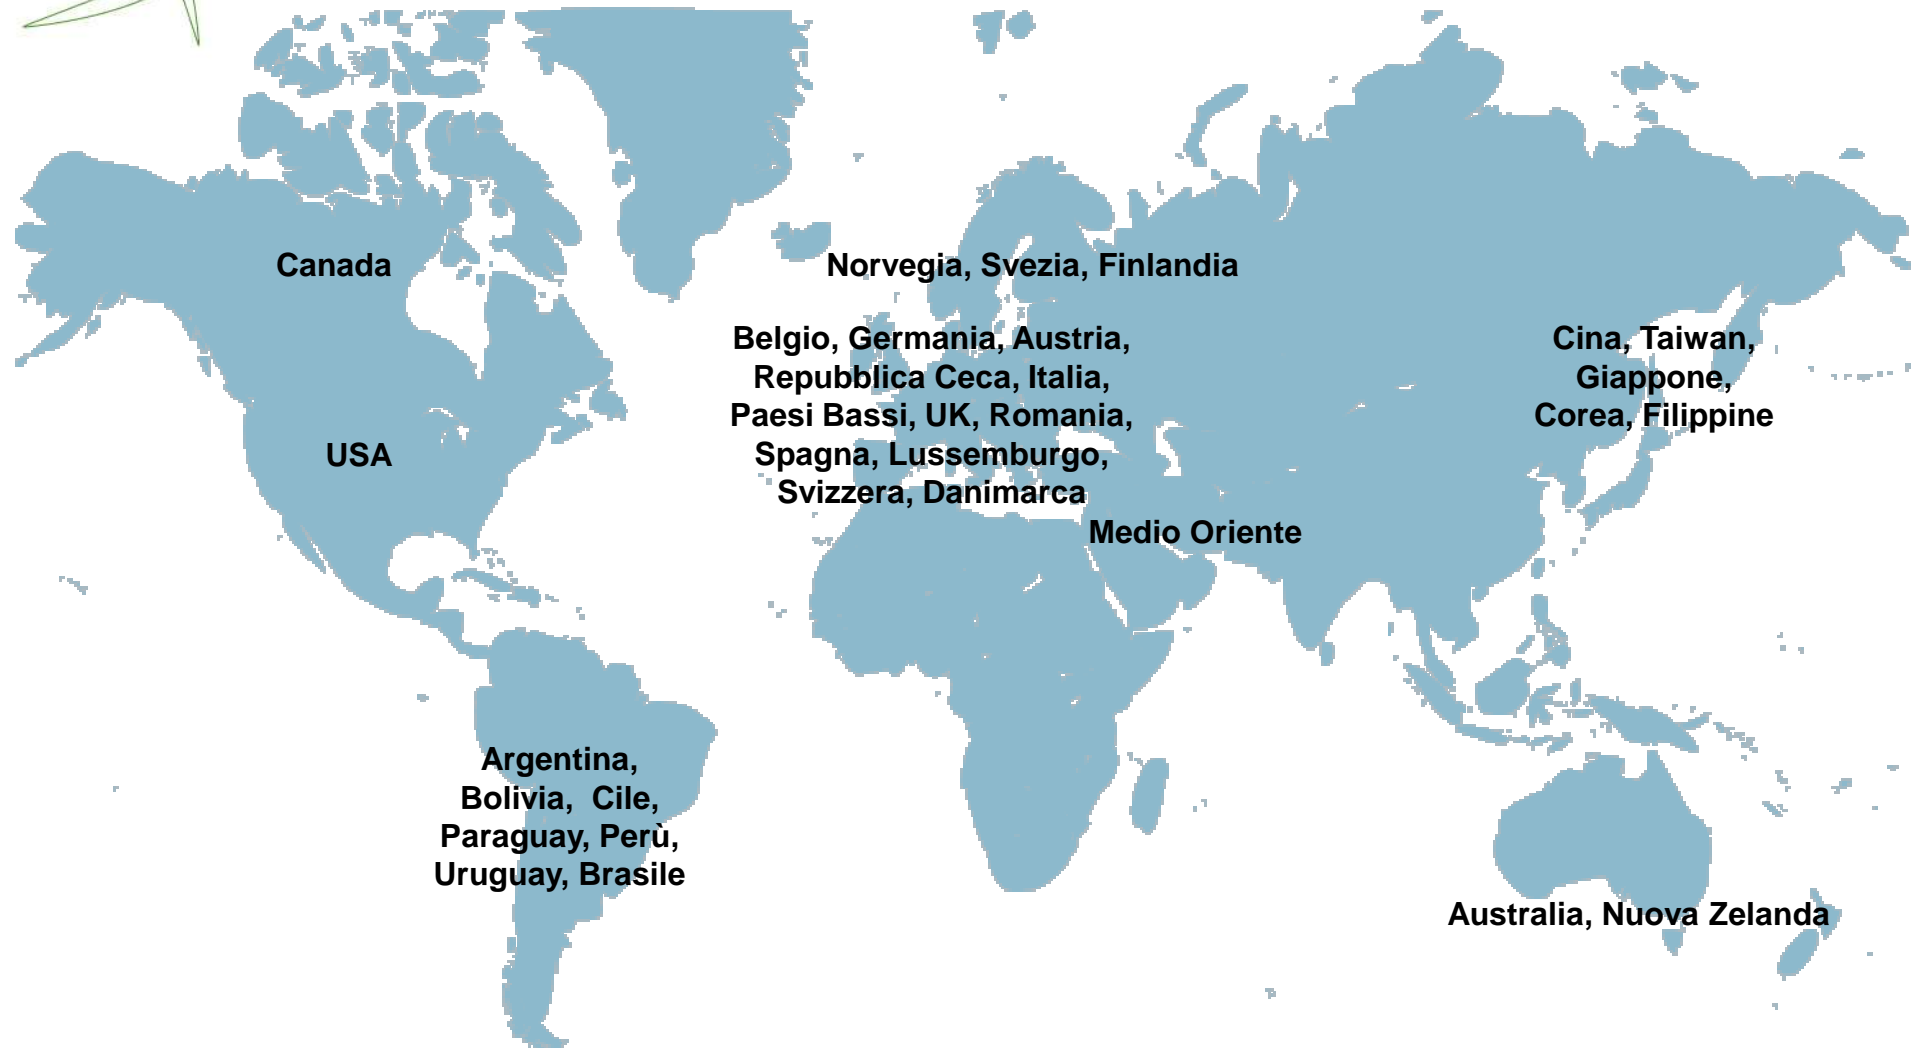 Canada
Norvegia, Svezia, Finlandia
Belgio, Germania, Austria,
Repubblica Ceca, Italia,
Paesi Bassi, UK, Romania,
Spagna, Lussemburgo,
Svizzera, Danimarca
Cina, Taiwan,
Giappone,
Corea, Filippine
USA
Medio Oriente
Argentina,
Bolivia,  Cile,
Paraguay, Perù,
Uruguay, Brasile
Australia, Nuova Zelanda